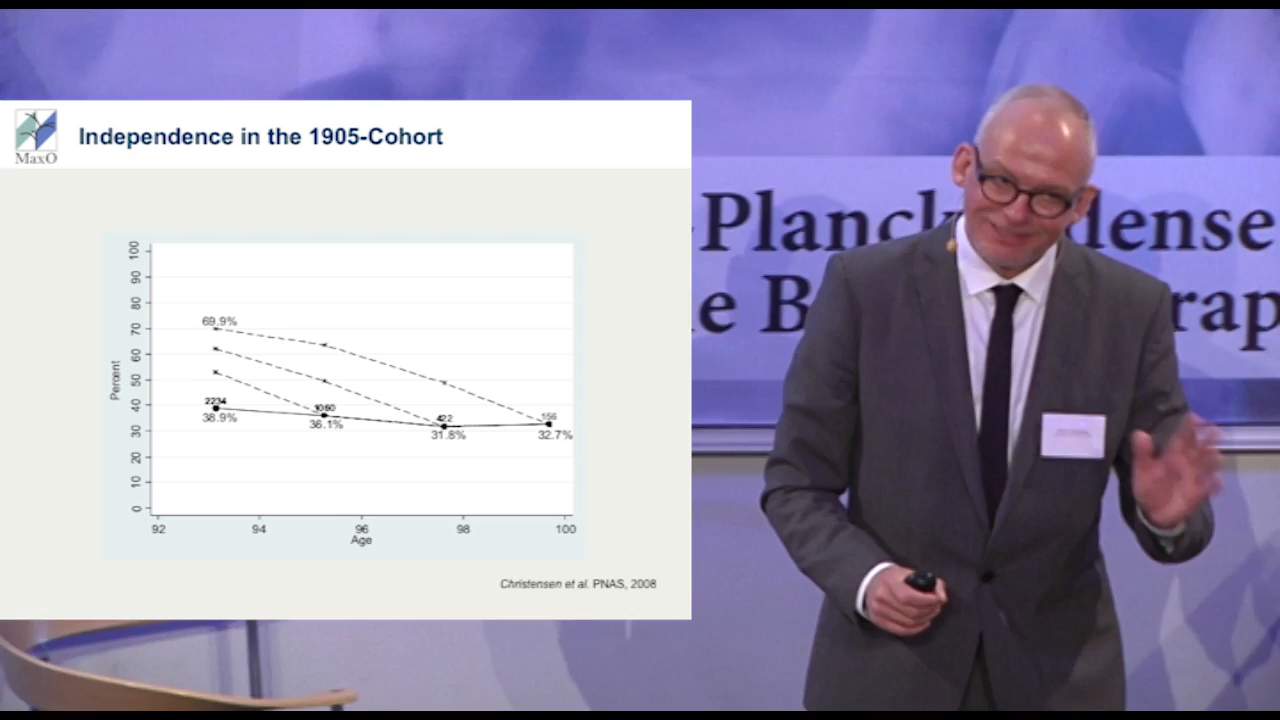 MaxO
Independence in the 1905-Cohort
-Planck
dense
e B
rap
100
90
80
70
60
50
40
30
20
10
0
Percent
69.9%
2234
38.9%
1060
36.1%
422
31.8%
156
32.7%
92
94
96
98
100
Age
Christensen et al. PNAS, 2008